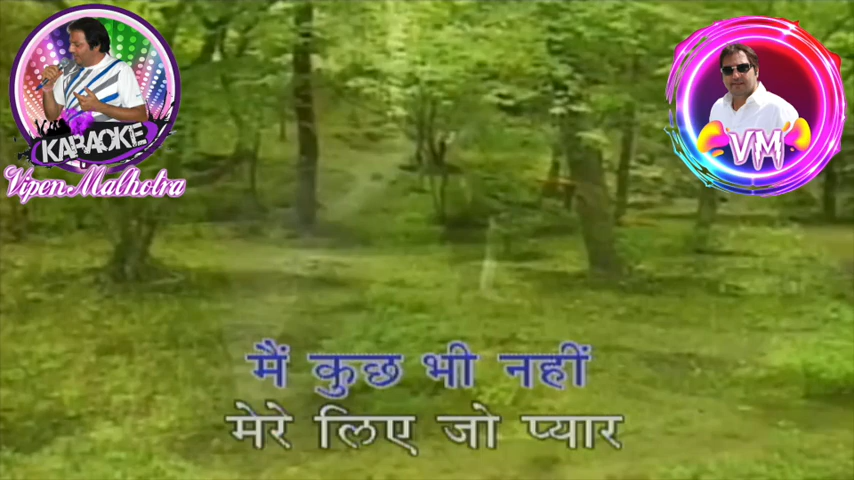 KARAOKE
Vipen Malhotra
VM
मैं कुछ भी नहीं
मेरे लिए जो प्यार